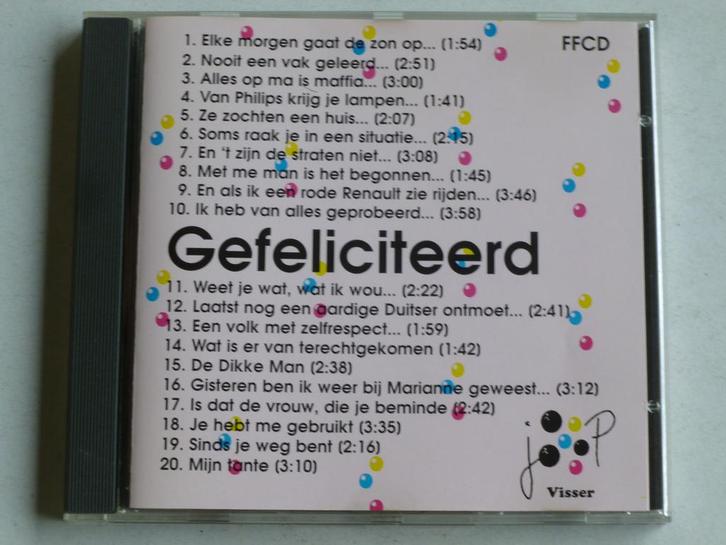 1. Elke morgen gaat de zon op... (1:54)
FFCD
2. Nooit een vak geleerd... (2:51)
3. Alles op ma is maffia... (3:00)
4. Van Philips krijg je lampen... (1:41)
5. Ze zochten een huis... (2:07)
6. Soms raak je in een situatie... (2:15)
7. En 't zijn de straten niet... (3:08)
8. Met me man is het begonnen... (1:45)
9. En als ik een rode Renault zie rijden... (3:46)
10. Ik heb van alles geprobeerd... (3:58)
Gefeliciteerd
11. Weet je wat, wat ik wou... (2:22)
12. Laatst nog een aardige Duitser ontmoet... (2:41)
13. Een volk met zelfrespect... (1:59)
14. Wat is er van terechtgekomen (1:42)
15. De Dikke Man (2:38)
16. Gisteren ben ik weer bij Marianne geweest... (3:12)
17. Is dat de vrouw, die je beminde (2:42)
18. Je hebt me gebruikt (3:35)
19. Sinds je weg bent (2:16)
20. Mijn tante (3:10)
jooP
Visser